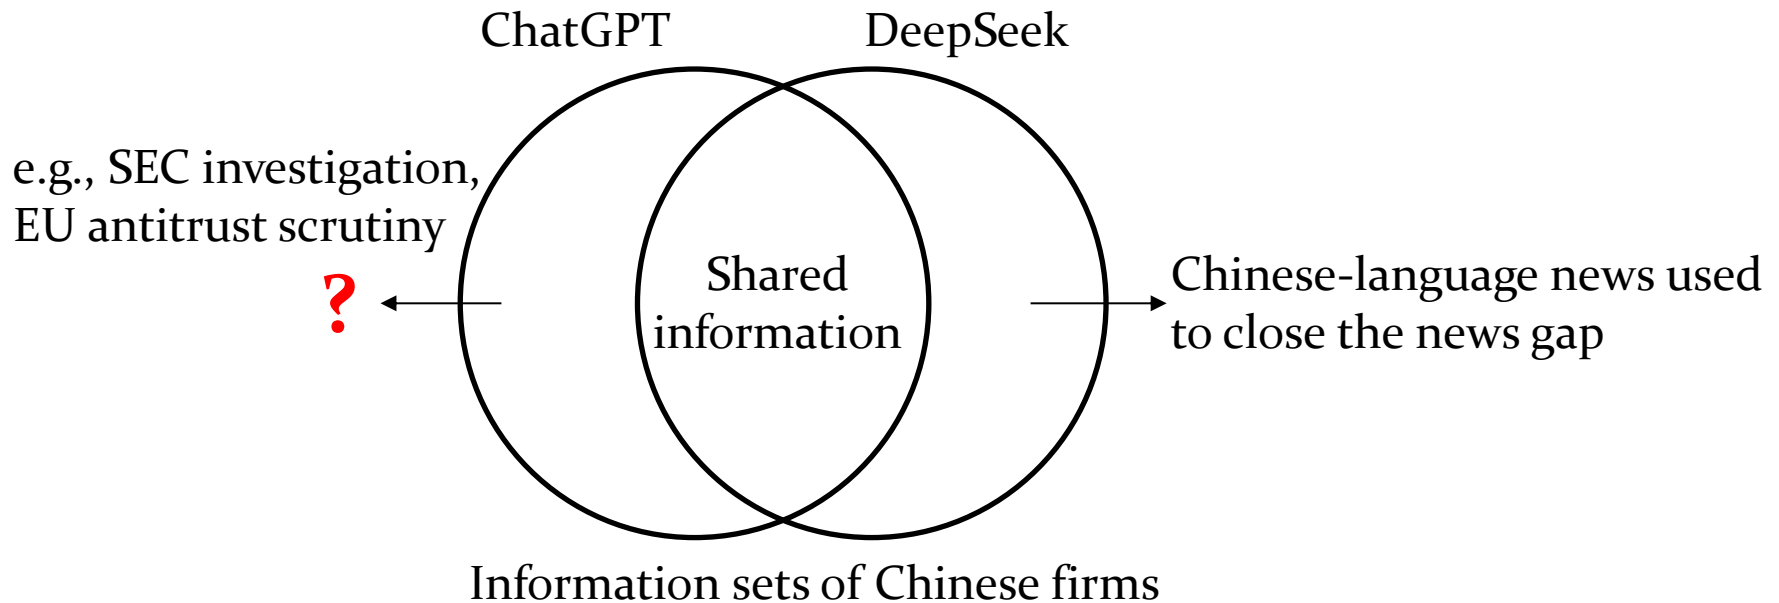 ChatGPT
DeepSeek
e.g., SEC investigation,
EU antitrust scrutiny
?
Shared
information
Chinese-language news used
to close the news gap
Information sets of Chinese firms